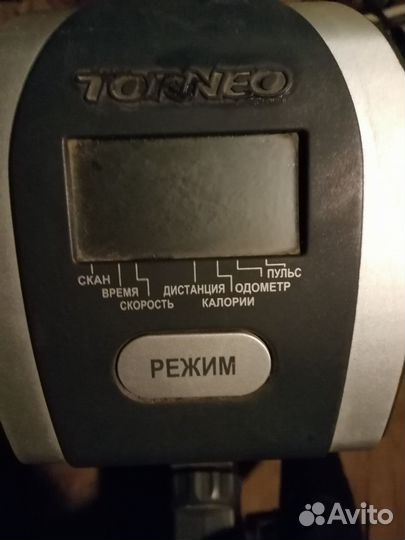 TORNEO
СКАН
ПУЛЬС
ВРЕМЯ
ДИСТАНЦИЯ
ОДОМЕТР
СКОРОСТЬ
КАЛОРИИ
РЕЖИМ
Avito